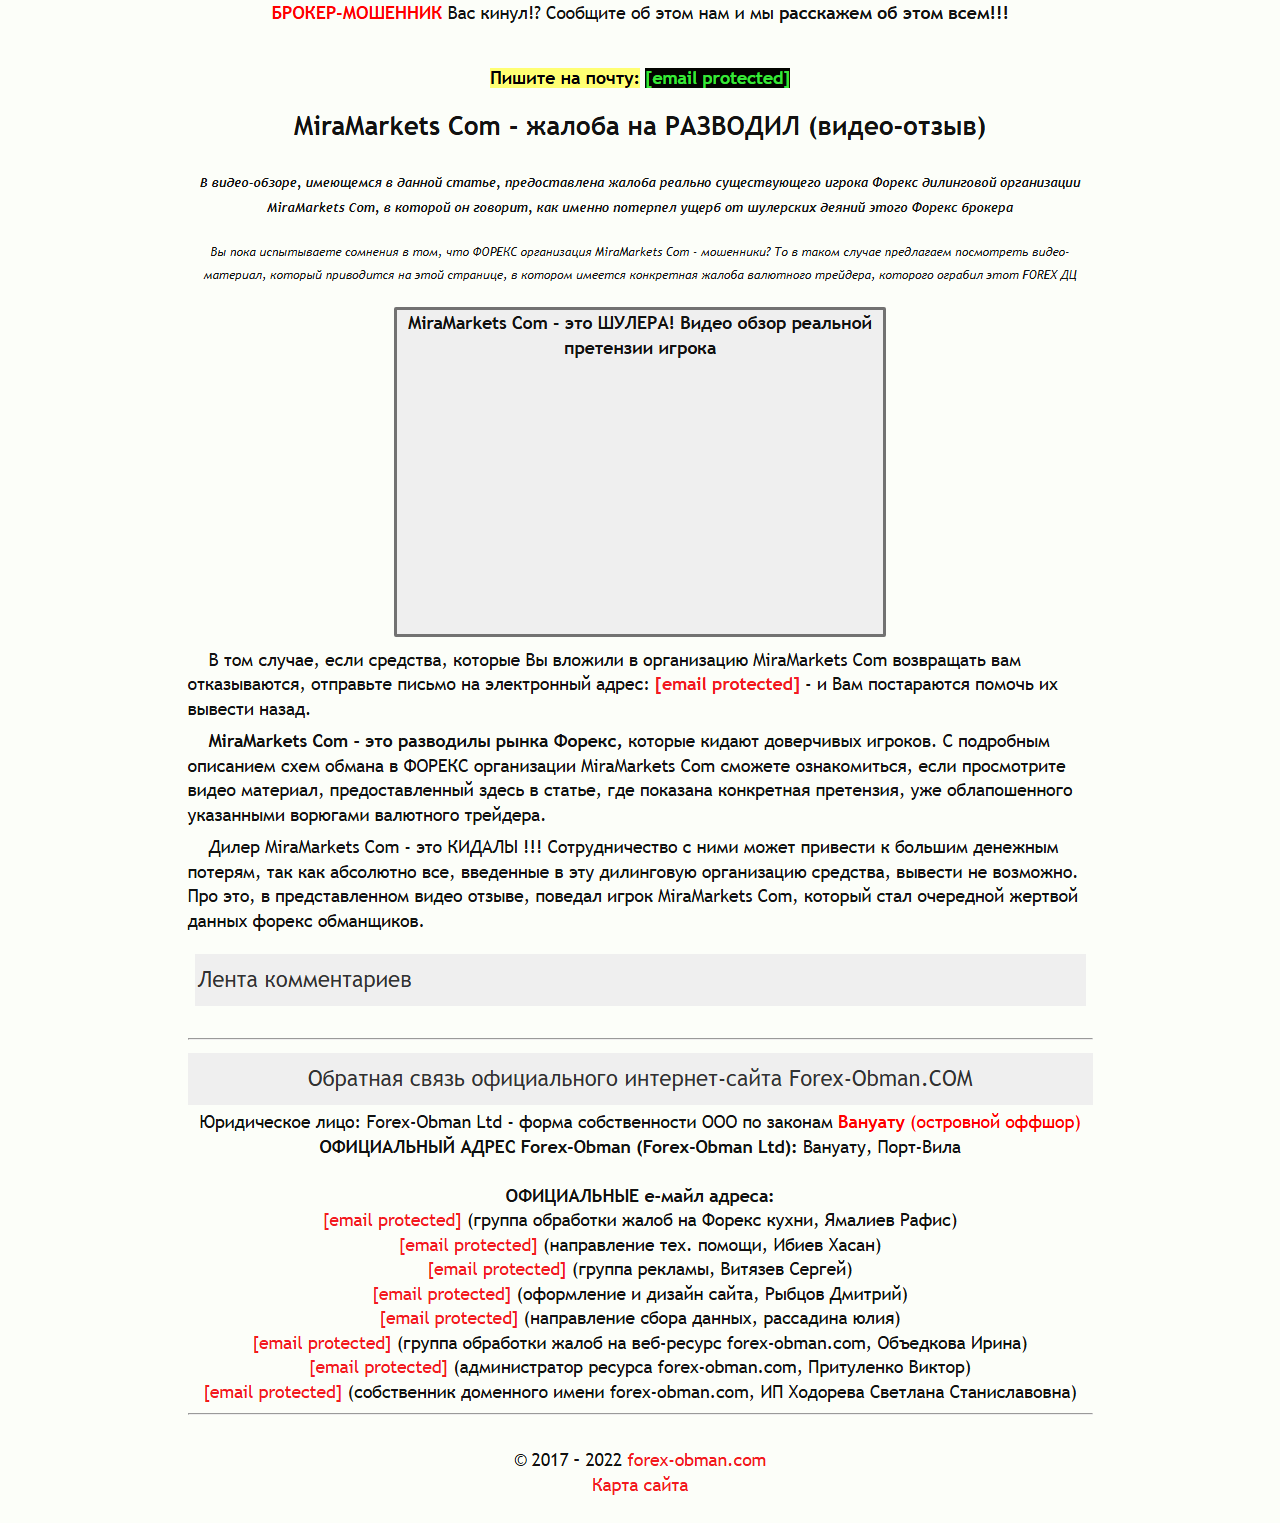 БРОКЕР-МОШЕННИК Вас кинул!? Сообщите об этом нам и мы расскажем об этом всем!!!
Пишите на почту: [email protected]
MiraMarkets Com - жалоба на РАЗВОДИЛ (видео-отзыв)
В видео-обзоре, имеющемся в данной статье, предоставлена жалоба реально существующего игрока Форекс дилинговой организации
MiraMarkets Com, в которой он говорит, как именно потерпел ущерб от шулерских деяний этого Форекс брокера
Вы пока испытываете сомнения в том, что ФОРЕКС организация MiraMarkets Com - мошенники? То в таком случае предлагаем посмотреть видео-
материал, который приводится на этой странице, в котором имеется конкретная жалоба валютного трейдера, которого ограбил этот FOREX ДЦ
MiraMarkets Com - это ШУЛЕРА! Видео обзор реальной
претензии игрока
В том случае, если средства, которые Вы вложили в организацию MiraMarkets Com возвращать вам
отказываются, отправьте письмо на электронный адрес: [email protected] - и Вам постараются помочь их
вывести назад.
MiraMarkets Com - это разводилы рынка Форекс, которые кидают доверчивых игроков. С подробным
описанием схем обмана в ФОРЕКС организации MiraMarkets Com сможете ознакомиться, если просмотрите
видео материал, предоставленный здесь в статье, где показана конкретная претензия, уже облапошенного
указанными ворюгами валютного трейдера.
Дилер MiraMarkets Com - это КИДАЛЫ !!! Сотрудничество с ними может привести к большим денежным
потерям, так как абсолютно все, введенные в эту дилинговую организацию средства, вывести не возможно.
Про это, в представленном видео отзыве, поведал игрок MiraMarkets Com, который стал очередной жертвой
данных форекс обманщиков.
Лента комментариев
Обратная связь официального интернет-сайта Forex-Obman.COM
Юридическое лицо: Forex-Obman Ltd - форма собственности ООО по законам Вануату (островной оффшор)
ОФИЦИАЛЬНЫЙ АДРЕС Forex-Obman (Forex-Obman Ltd): Вануату, Порт-Вила
ОФИЦИАЛЬНЫЕ е-майл адреса:
[email protected] (группа обработки жалоб на Форекс кухни, Ямалиев Рафис)
[email protected] (направление тех. помощи, Ибиев Хасан)
[email protected] (группа рекламы, Витязев Сергей)
[email protected] (оформление и дизайн сайта, Рыбцов Дмитрий)
[email protected] (направление сбора данных, рассадина юлия)
[email protected] (группа обработки жалоб на веб-ресурс forex-obman.com, Объедкова Ирина)
[email protected] (администратор ресурса forex-obman.com, Притуленко Виктор)
[email protected] (собственник доменного имени forex-obman.com, ИП Ходорева Светлана Станиславовна)
© 2017 - 2022 forex-obman.com
Карта сайта